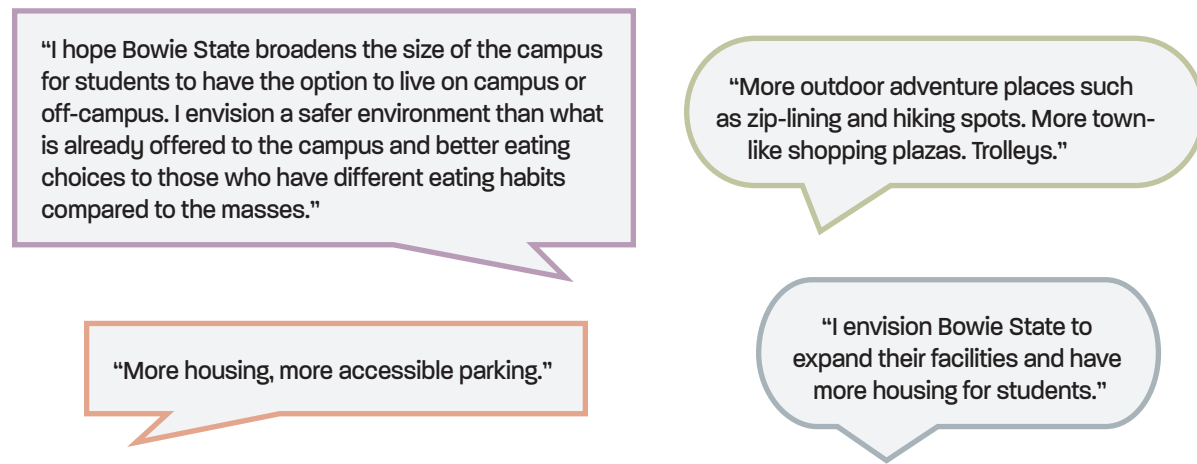 “I hope Bowie State broadens the size of the campus
for students to have the option to live on campus or
off-campus. I envision a safer environment than what
is already offered to the campus and better eating
choices to those who have different eating habits
compared to the masses.”
“More outdoor adventure places such
as zip-lining and hiking spots. More town-
like shopping plazas. Trolleys.”
“More housing, more accessible parking.”
“I envision Bowie State to
expand their facilities and have
more housing for students.”